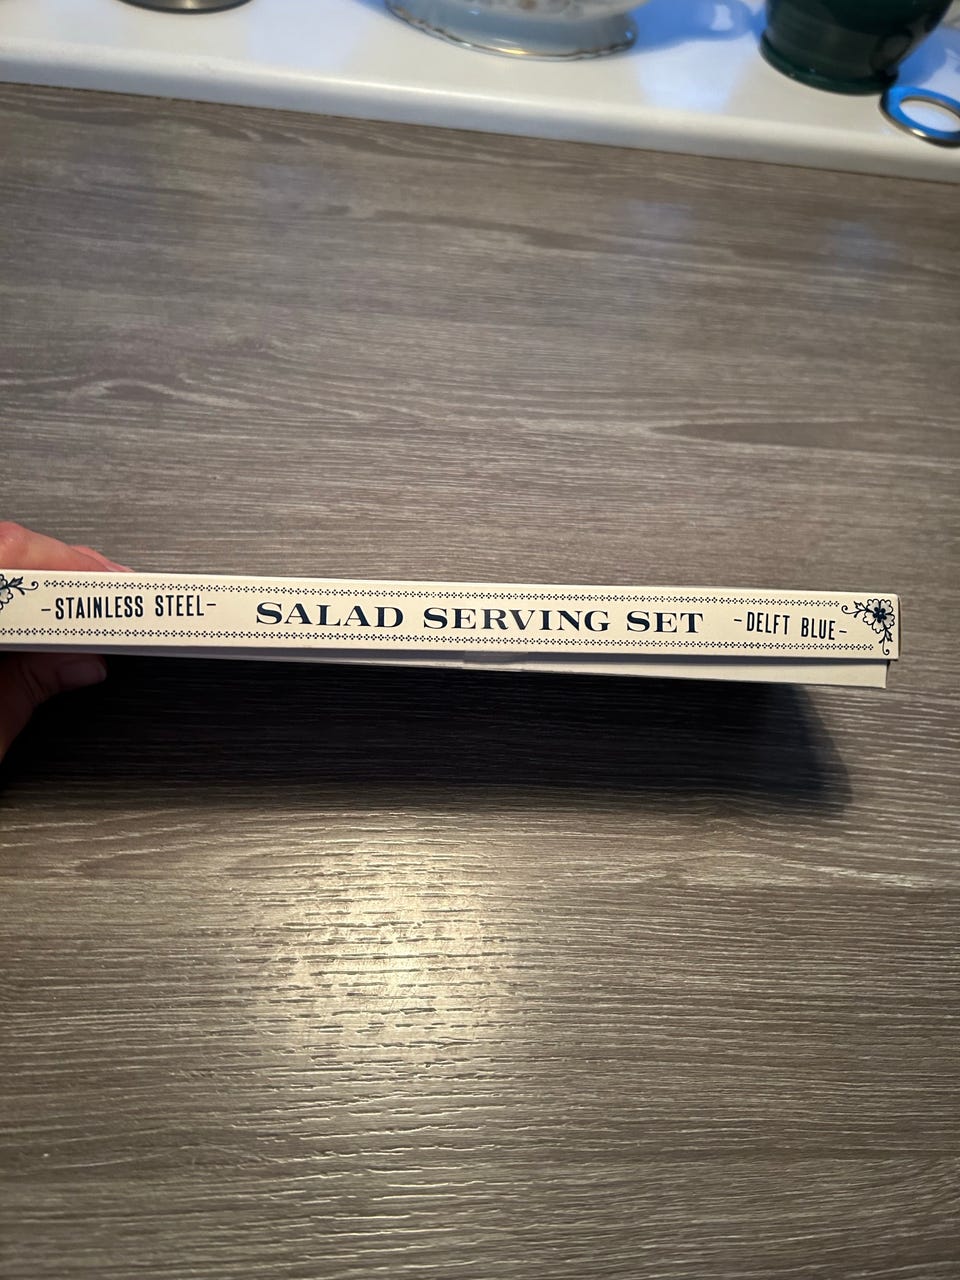 -STAINLESS STEEL- SALAD SERVING SET -DELFT BLUE-